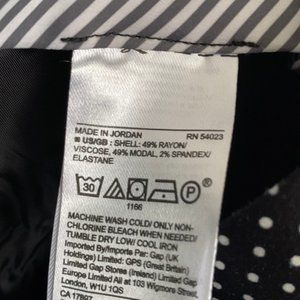 MADE IN JORDAN RN 54023
US/GB : SHELL: 49% RAYON/
VISCOSE, 49% MODAL, 2% SPANDEX/
ELASTANE
30 P
1166
MACHINE WASH COLD/ ONLY NON-
CHLORINE BLEACH WHEN NEEDED/
TUMBLE DRY LOW/ COOL IRON
Imported By/Importe par: Gap (UK
Holdings) Limited: GPS (Great Britain)
Limited Gap Stores (Ireland) Limited Gap
Europe Limited All at 103 Wigmore Street
London, W1U 1QS
CA 17897